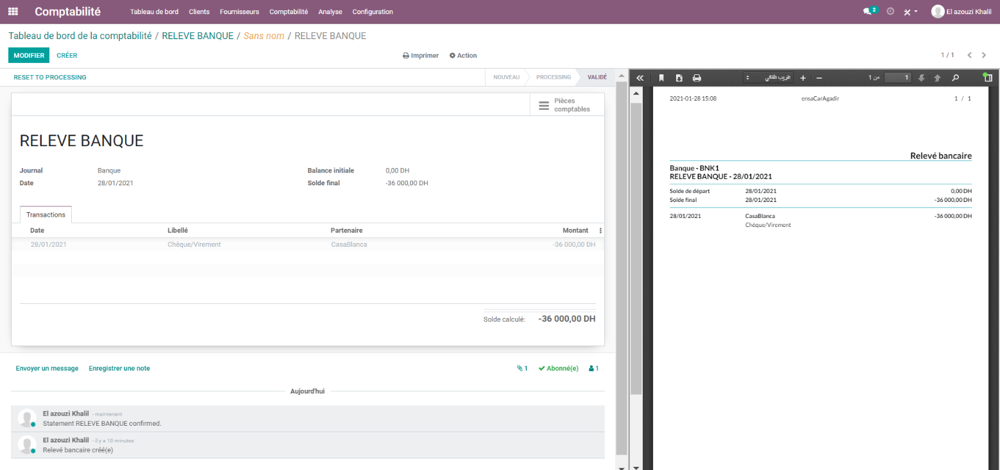 Comptabilité Tableau de bord Clients Fournisseurs Comptabilité Analyse Configuration 2 El azouzi Khalil
Tableau de bord de la comptabilité / RELEVE BANQUE / Sans nom / RELEVE BANQUE
MODIFIER CRÉER Imprimer Action 1 / 1
RESET TO PROCESSING NOUVEAU PROCESSING VALIDÉ
Pièces
comptables
RELEVE BANQUE
Journal Banque Balance initiale 0,00 DH
Date 28/01/2021 Solde final -36 000,00 DH
Transactions
Date Libellé Partenaire Montant
28/01/2021 Chèque/Virement CasaBlanca -36 000,00 DH
Solde calculé: -36 000,00 DH
Envoyer un message Enregistrer une note 1 Abonné(e) 1
Aujourd'hui
El azouzi Khalil - maintenant
Statement RELEVE BANQUE confirmed.
El azouzi Khalil - il y a 10 minutes
Relevé bancaire créé(e)
تقريب تلقائي 1 من 1
2021-01-28 15:08 ensaCarAgadir 1 / 1
Relevé bancaire
Banque - BNK1
RELEVE BANQUE - 28/01/2021
Solde de départ 28/01/2021 0,00 DH
Solde final 28/01/2021 -36 000,00 DH
28/01/2021 CasaBlanca -36 000,00 DH
Chèque/Virement